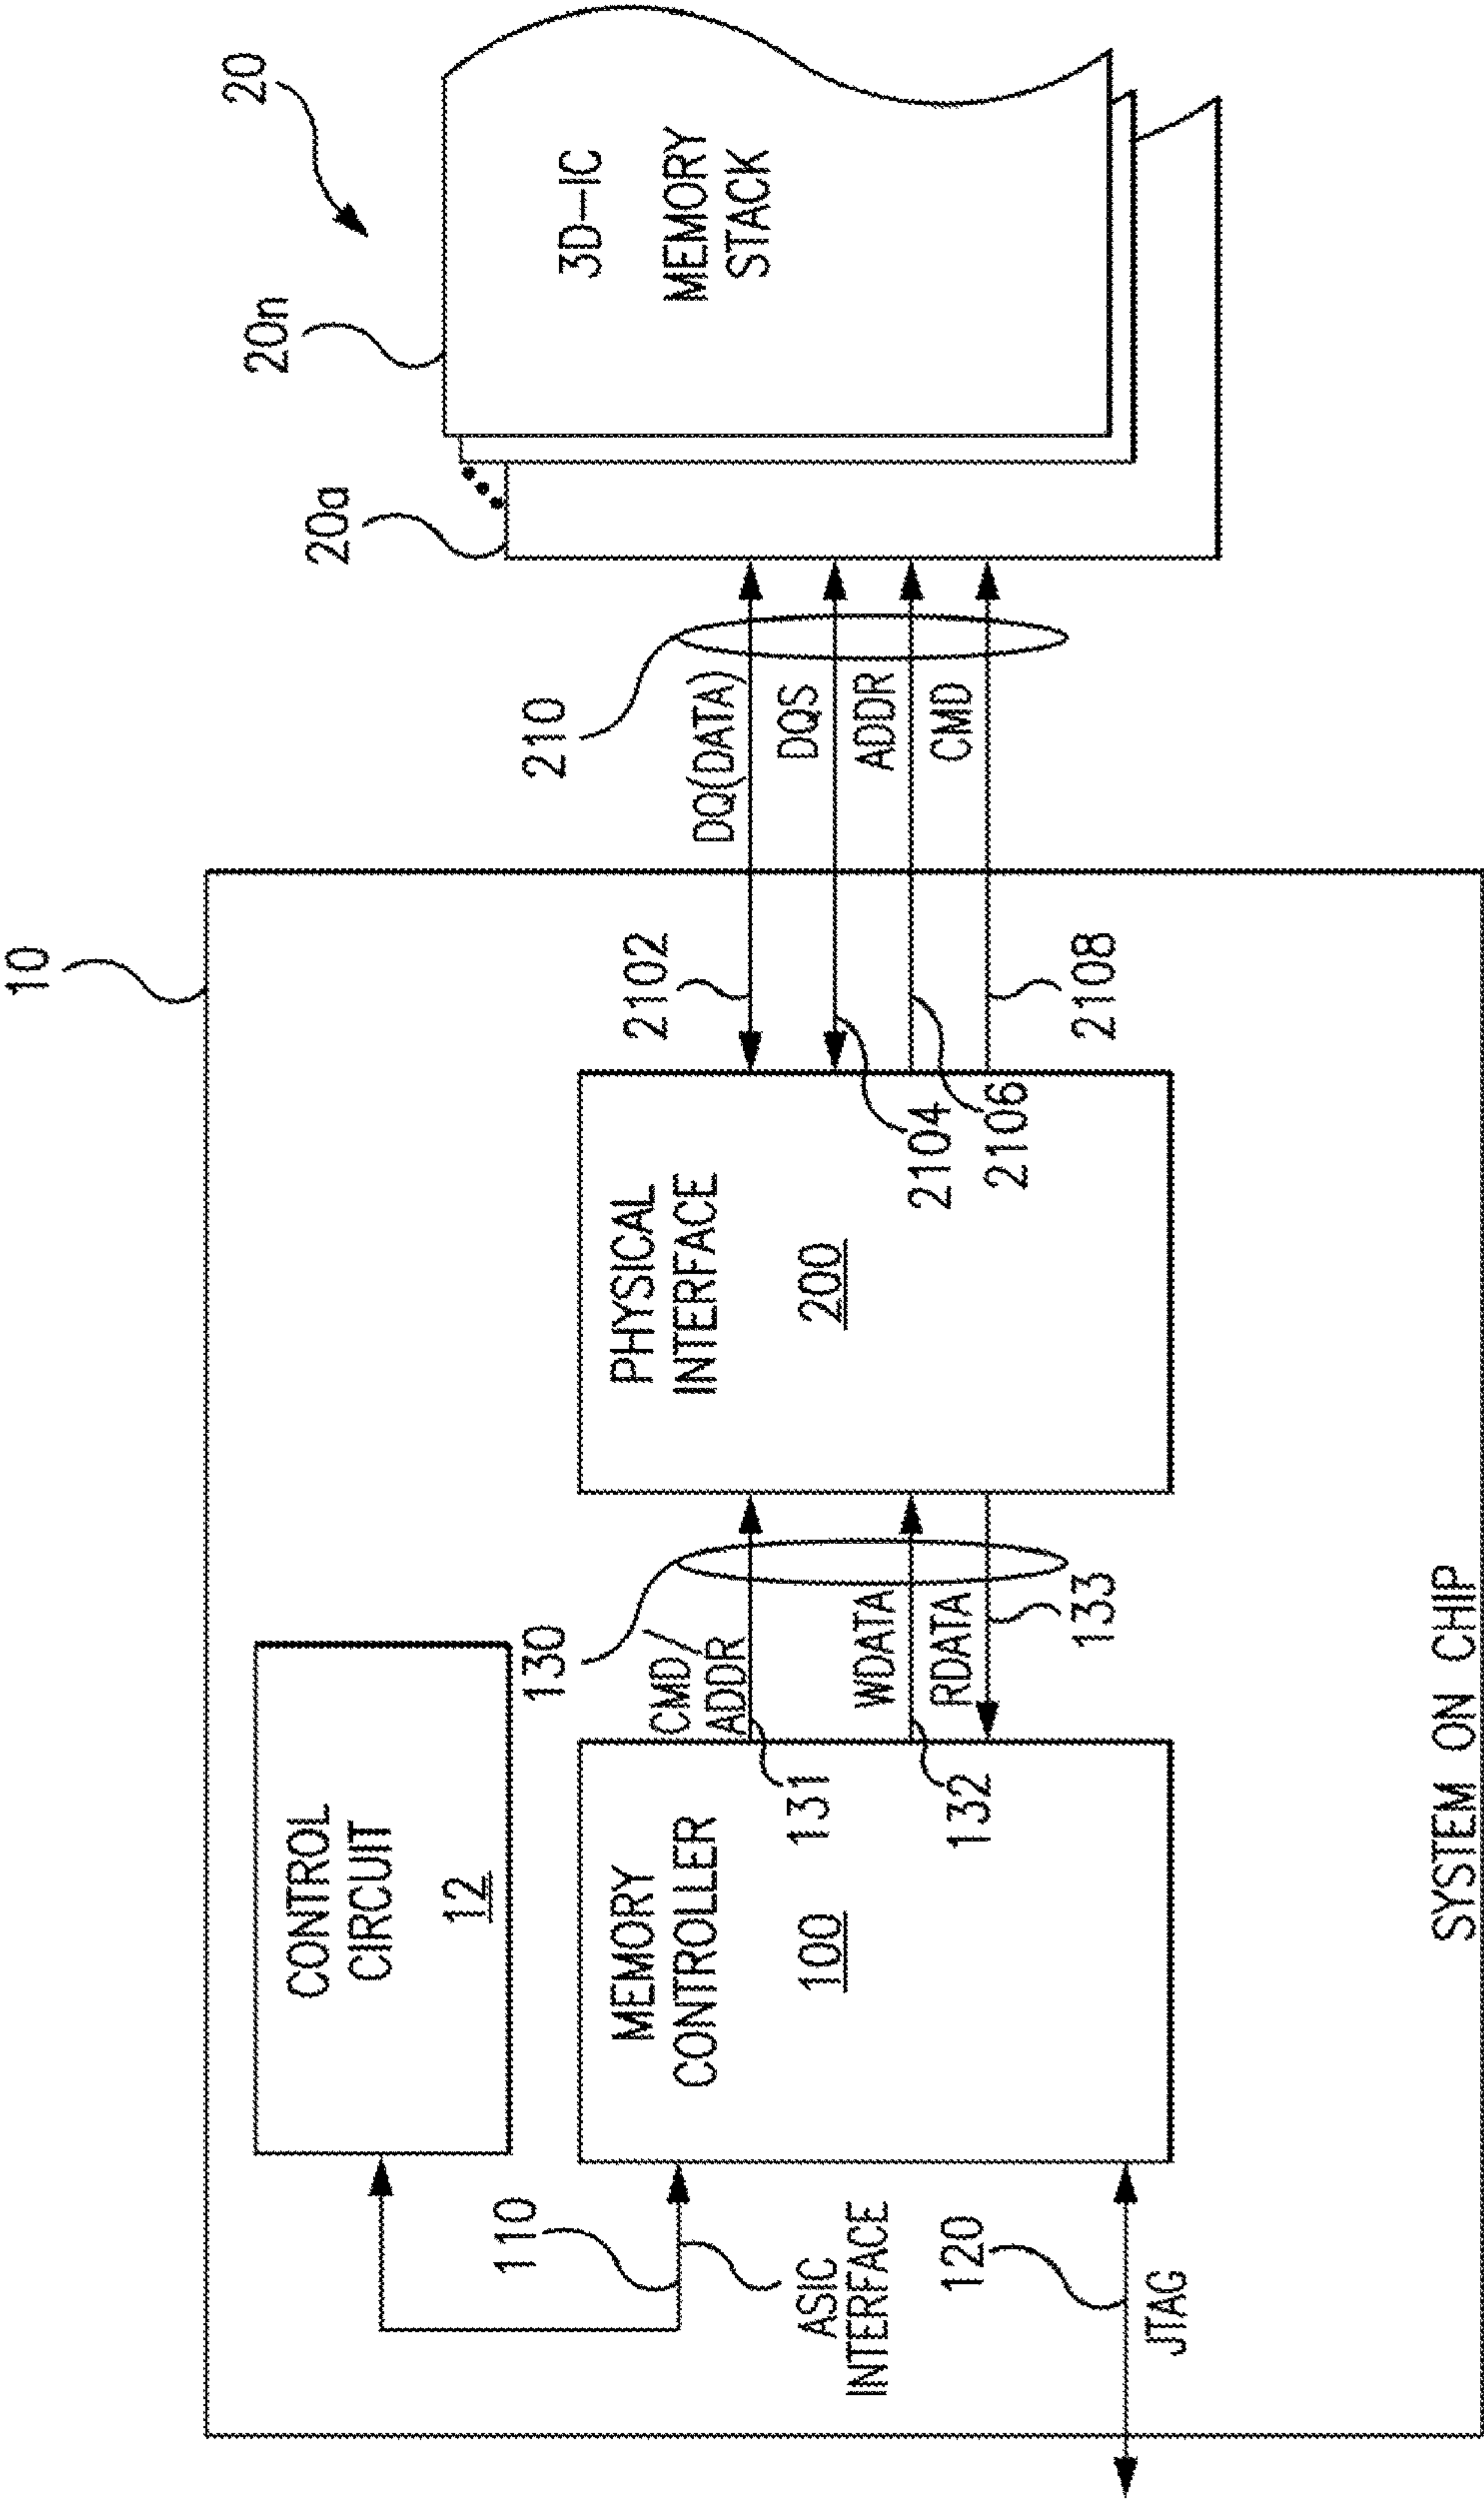 10
20
20n
20a
3D-IC
MEMORY
STACK
210
DQ(DATA)
DQS
ADDR
CMD
2102
2104
2106
2108
PHYSICAL
INTERFACE
200
130
CMD/
ADDR
WDATA
RDATA
131
132
133
CONTROL
CIRCUIT
12
MEMORY
CONTROLLER
100
110
ASIC
INTERFACE
120
JTAG
SYSTEM ON CHIP